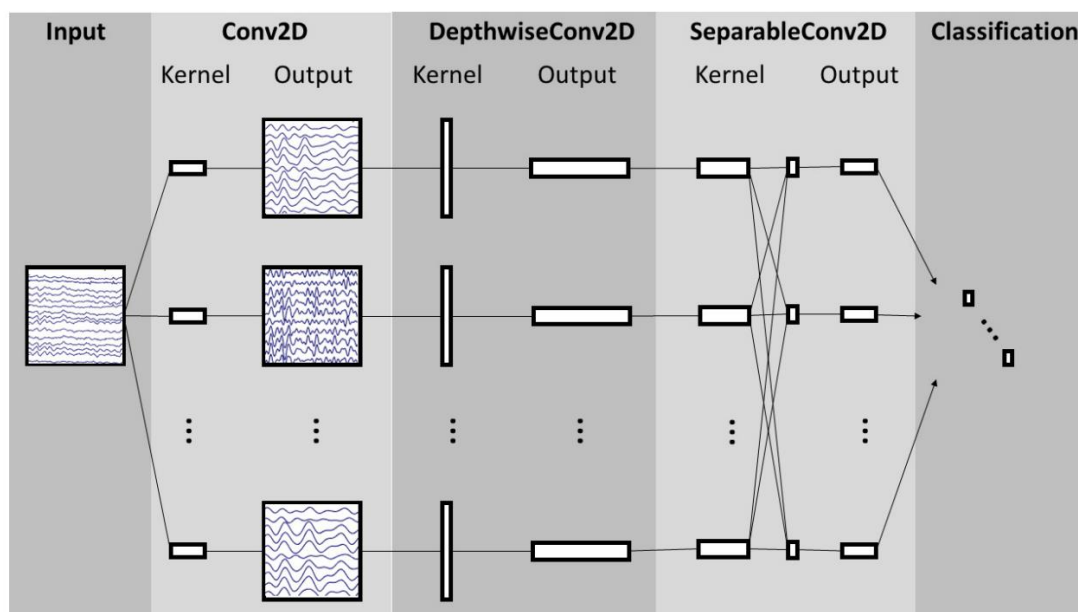 Input Conv2D DepthwiseConv2D SeparableConv2D Classification
Kernel Output Kernel Output Kernel Output